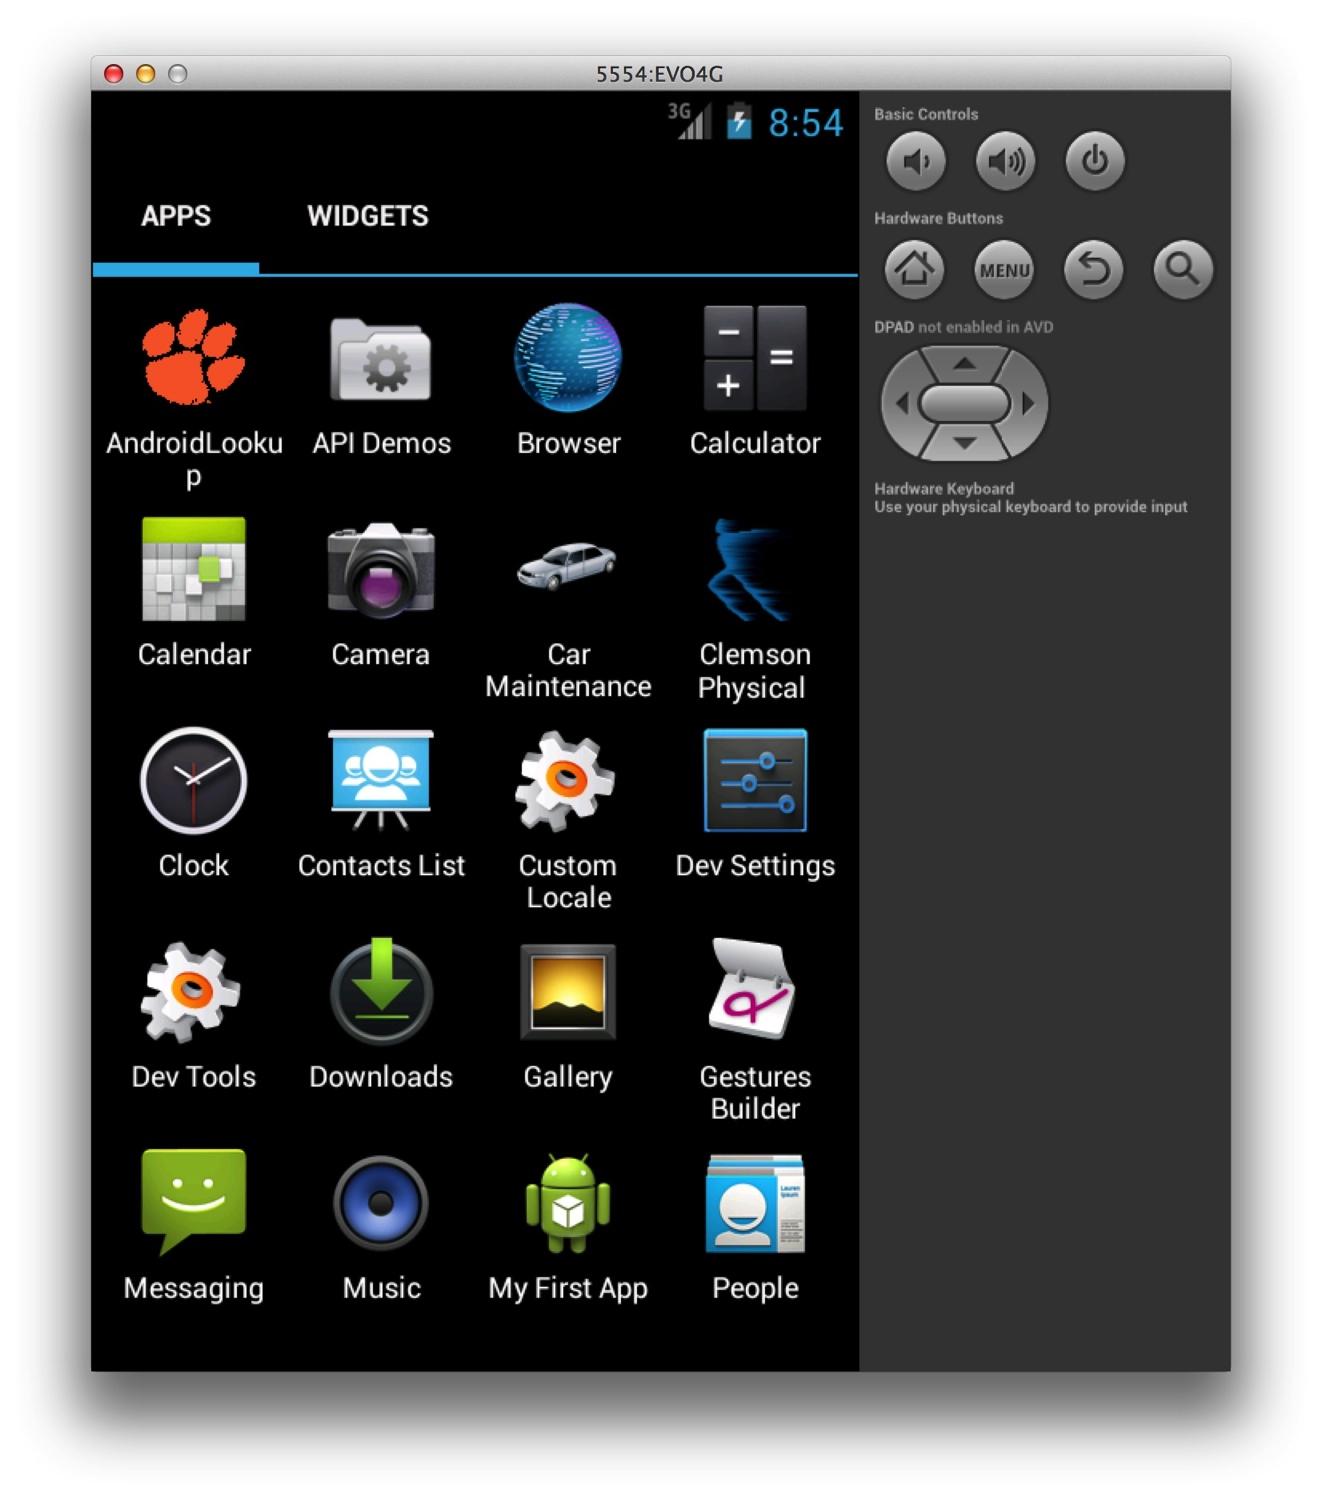 5554:EVO4G
3G
8:54
APPS
WIDGETS
AndroidLooku
p
API Demos
Browser
Calculator
Calendar
Camera
Car
Maintenance
Clemson
Physical
Clock
Contacts List
Custom
Locale
Dev Settings
Dev Tools
Downloads
Gallery
Gestures
Builder
Messaging
Music
My First App
People
Basic Controls
Hardware Buttons
MENU
DPAD not enabled in AVD
Hardware Keyboard
Use your physical keyboard to provide input